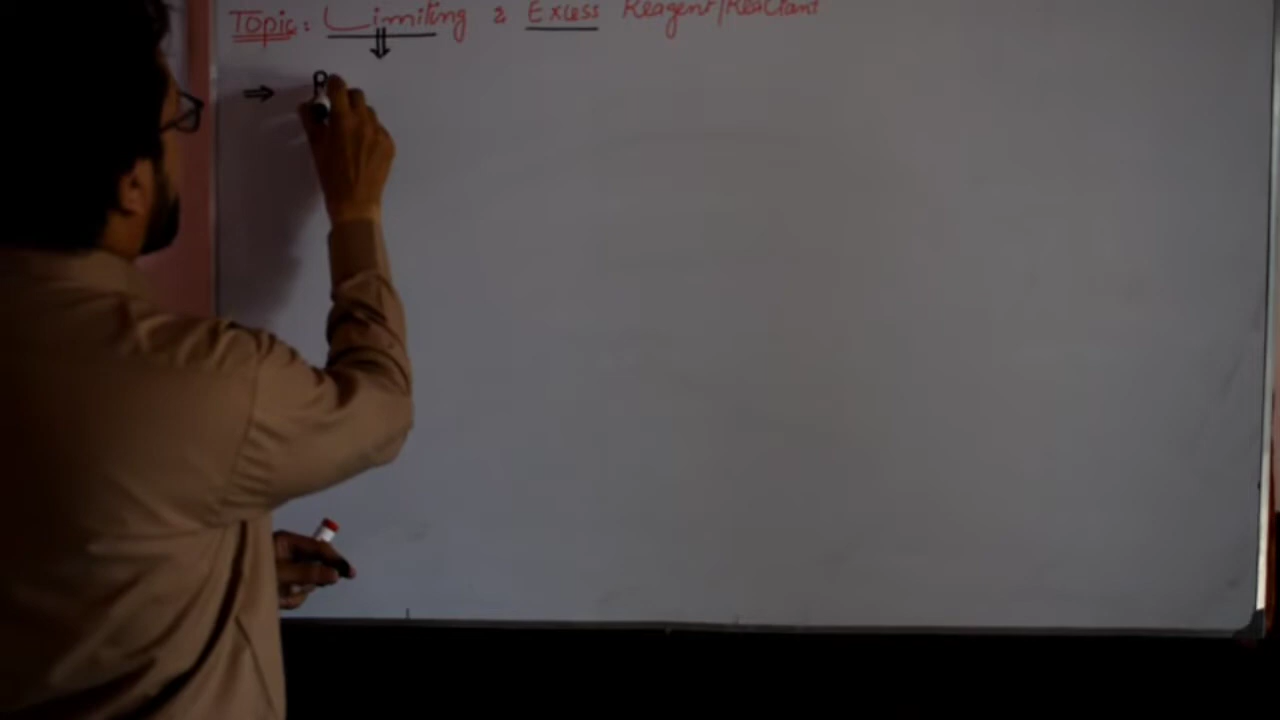 Topic: Limiting & Excess Reagent/Reactant
⇒ R